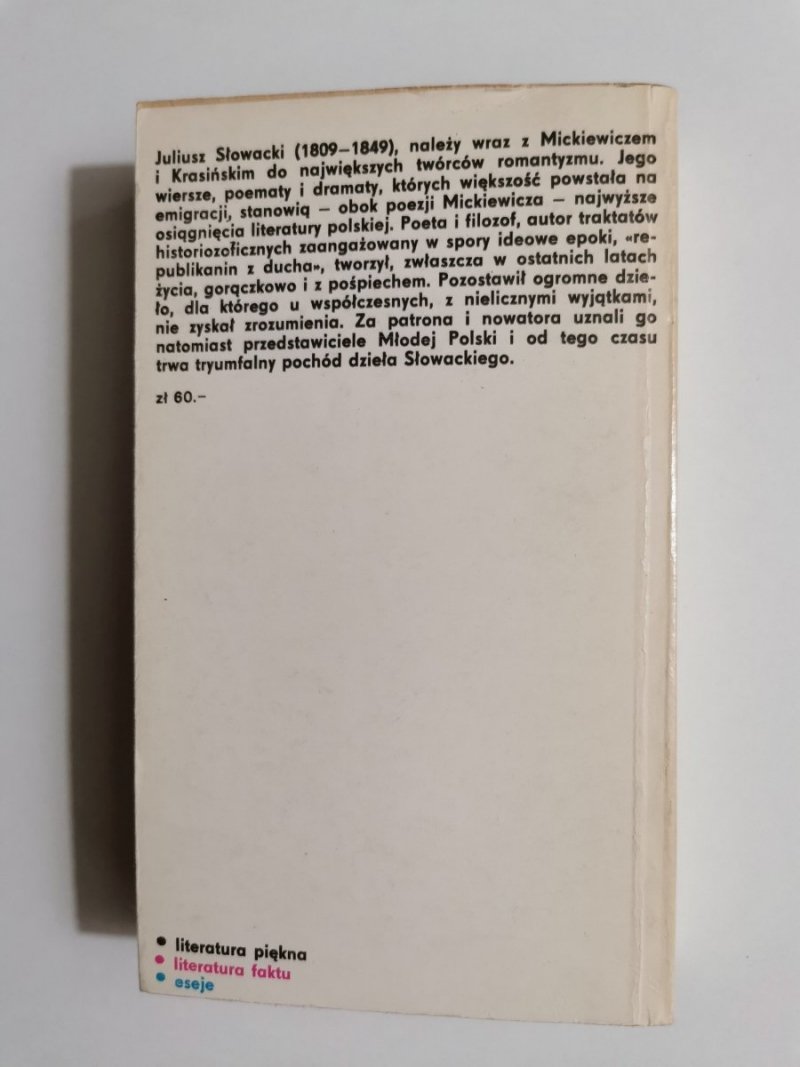 Juliusz Słowacki (1809–1849), należy wraz z Mickiewiczem
i Krasińskim do największych twórców romantyzmu. Jego
wiersze, poematy i dramaty, których większość powstała na
emigracji, stanowią – obok poezji Mickiewicza – najwyższe
osiągnięcia literatury polskiej. Poeta i filozof, autor traktatów
historiozoficznych zaangażowany w spory ideowe epoki, «re-
publikanin z ducha», tworzył, zwłaszcza w ostatnich latach
życia, gorączkowo i z pośpiechem. Pozostawił ogromne dzie-
ło, dla którego u współczesnych, z nielicznymi wyjątkami,
nie zyskał zrozumienia. Za patrona i nowatora uznali go
natomiast przedstawiciele Młodej Polski i od tego czasu
trwa tryumfalny pochód dzieła Słowackiego.
zł 60.–
• literatura piękna
• literatura faktu
• eseje